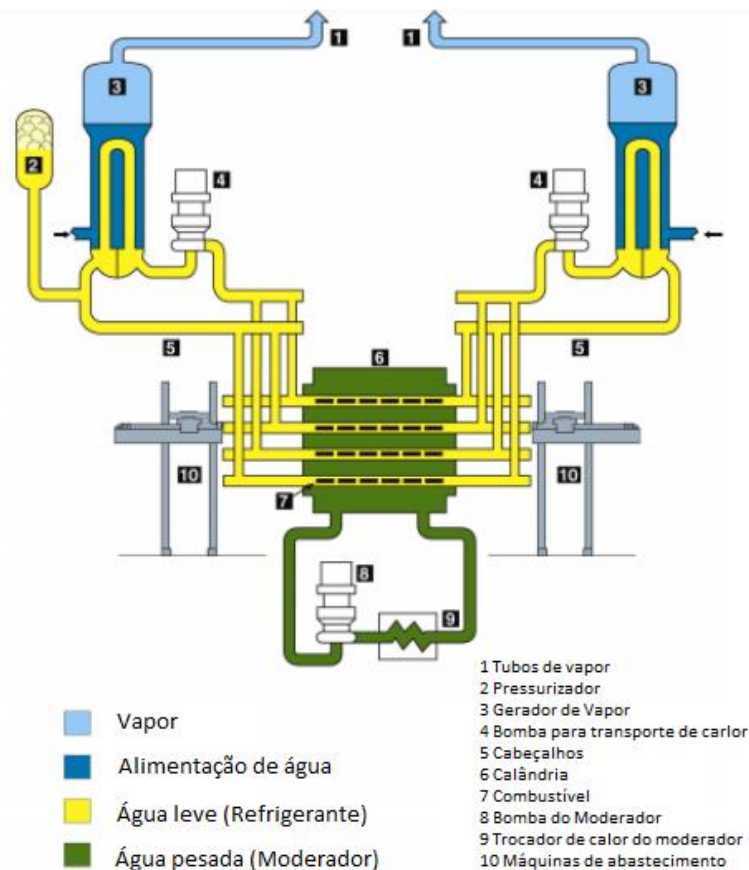 1
1
3
3
2
4
4
5
5
6
10
10
7
8
9
Vapor
Alimentação de água
Água leve (Refrigerante)
Água pesada (Moderador)
1 Tubos de vapor
2 Pressurizador
3 Gerador de Vapor
4 Bomba para transporte de carlor
5 Cabeçalhos
6 Calândria
7 Combustível
8 Bomba do Moderador
9 Trocador de calor do moderador
10 Máquinas de abastecimento